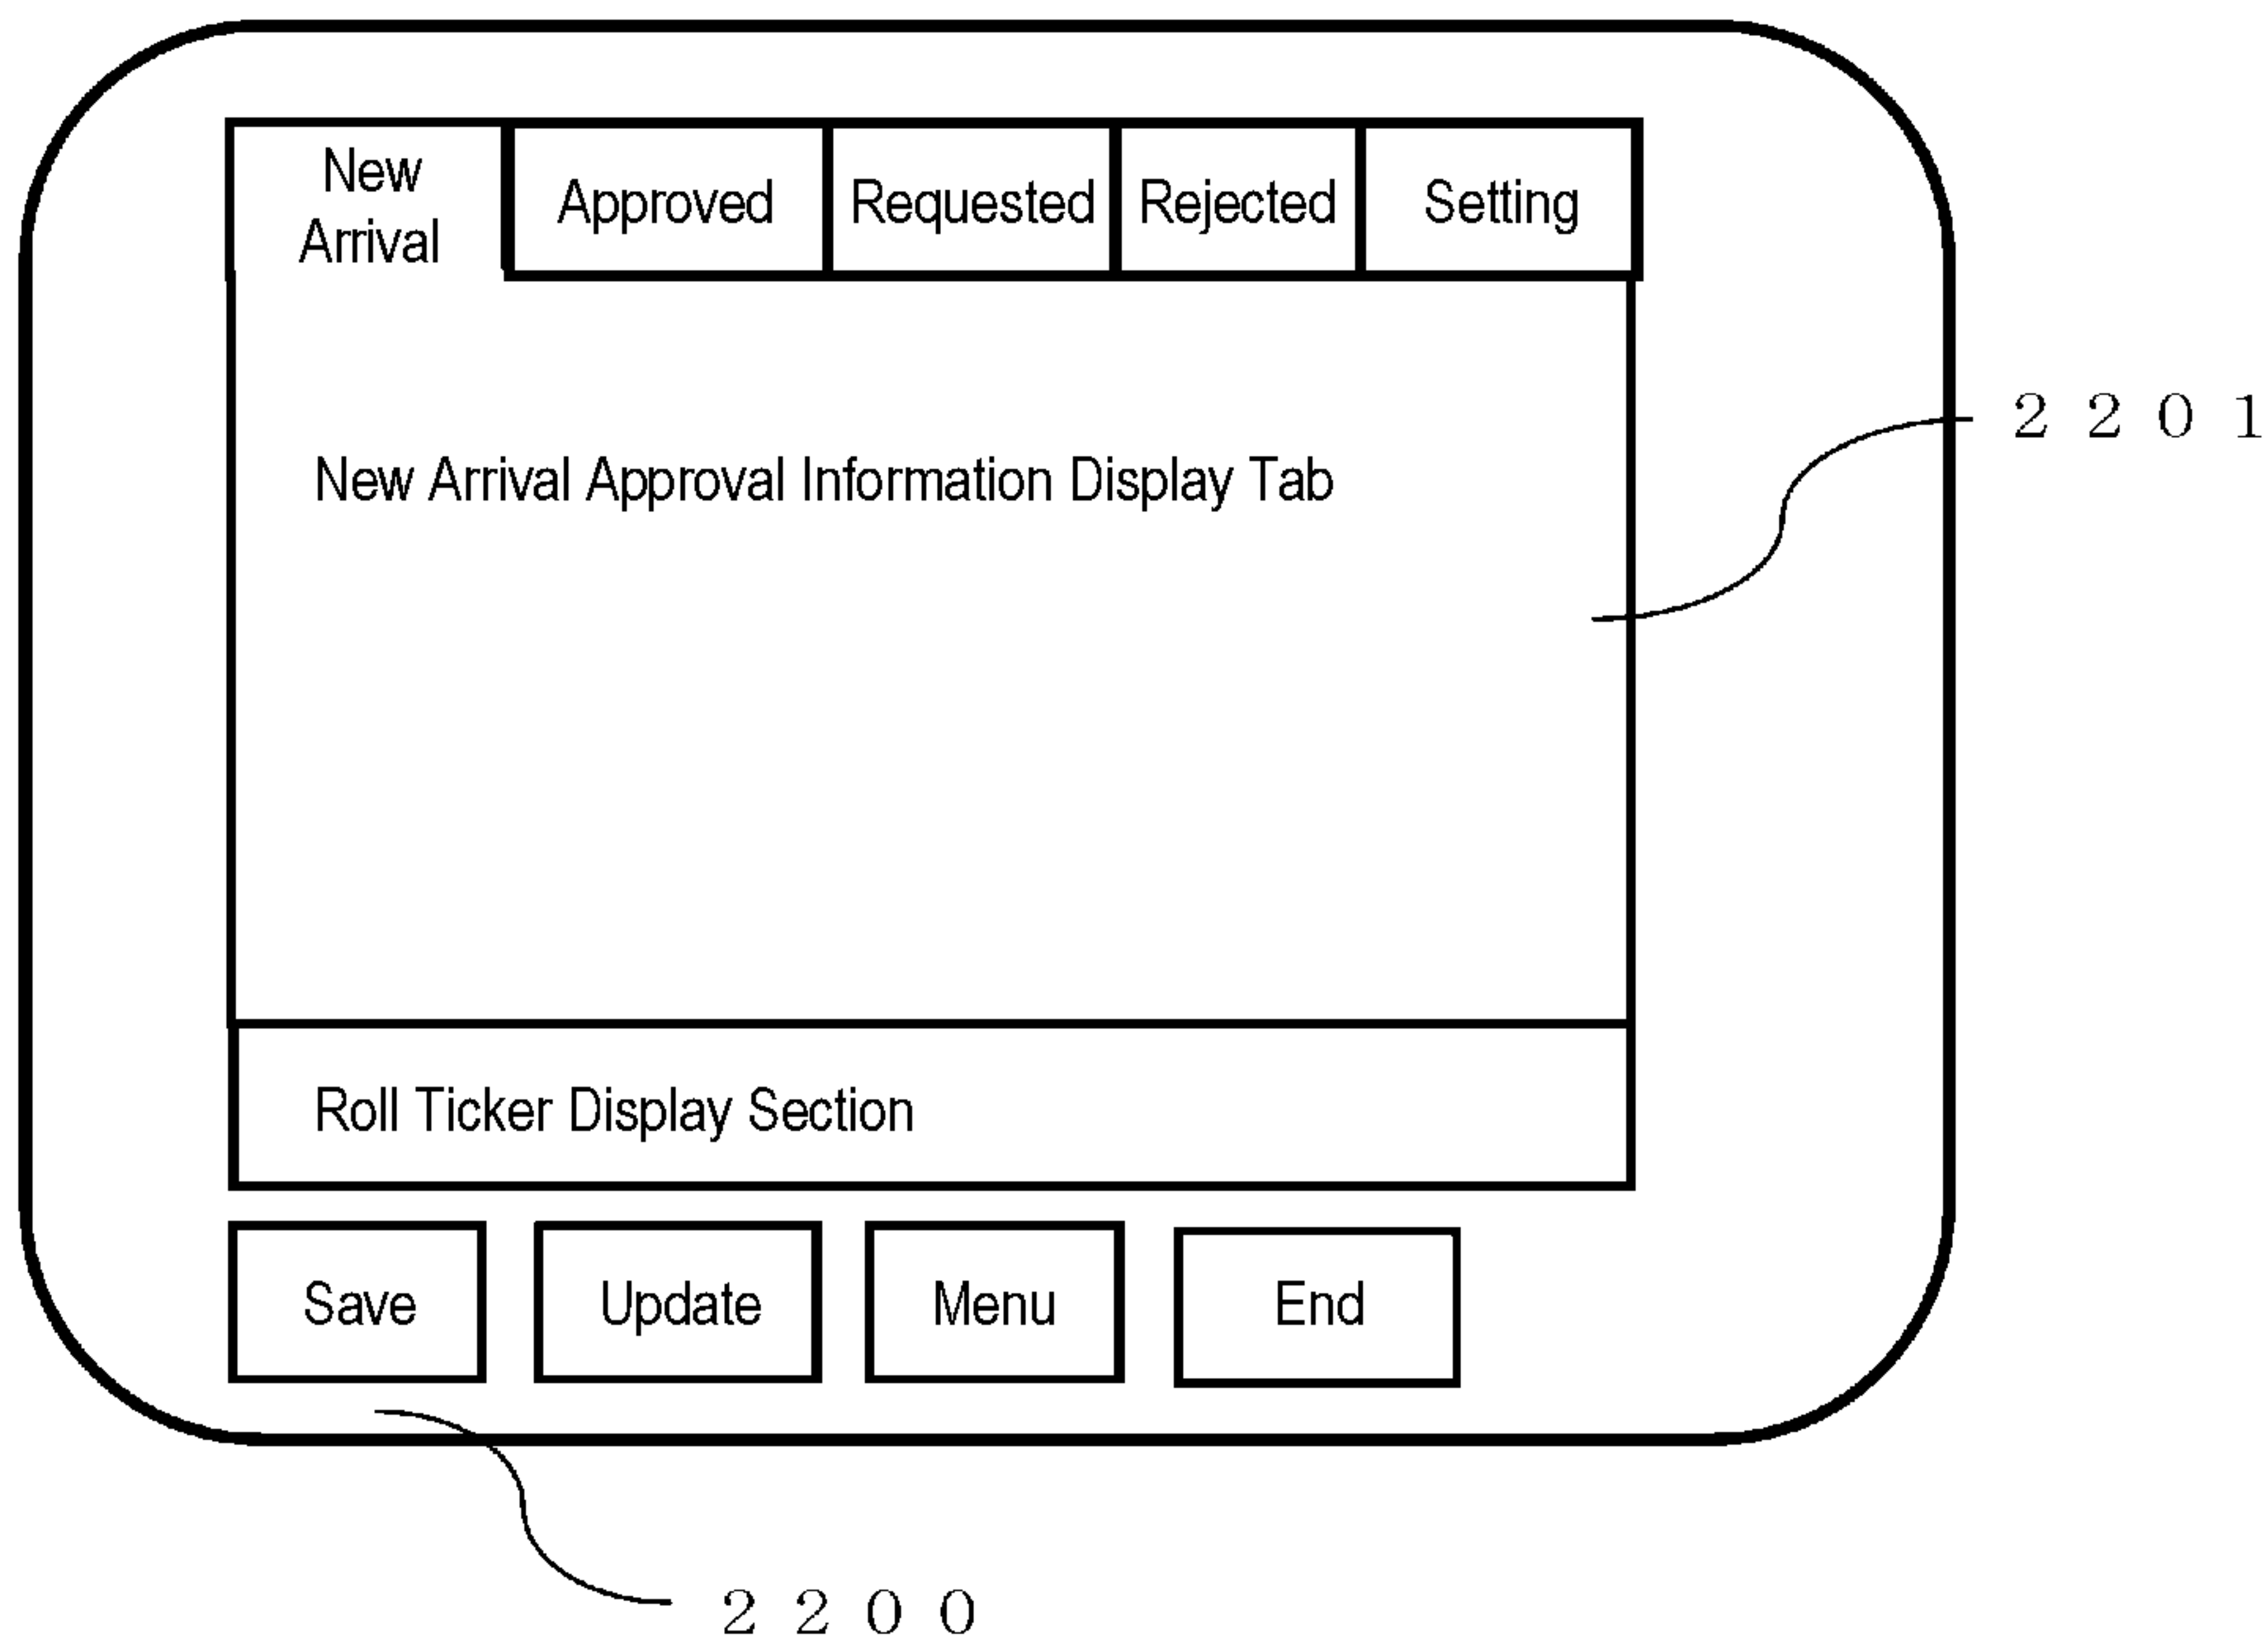 New
Arrival
Approved
Requested
Rejected
Setting
2201
New Arrival Approval Information Display Tab
Roll Ticker Display Section
Save
Update
Menu
End
2200